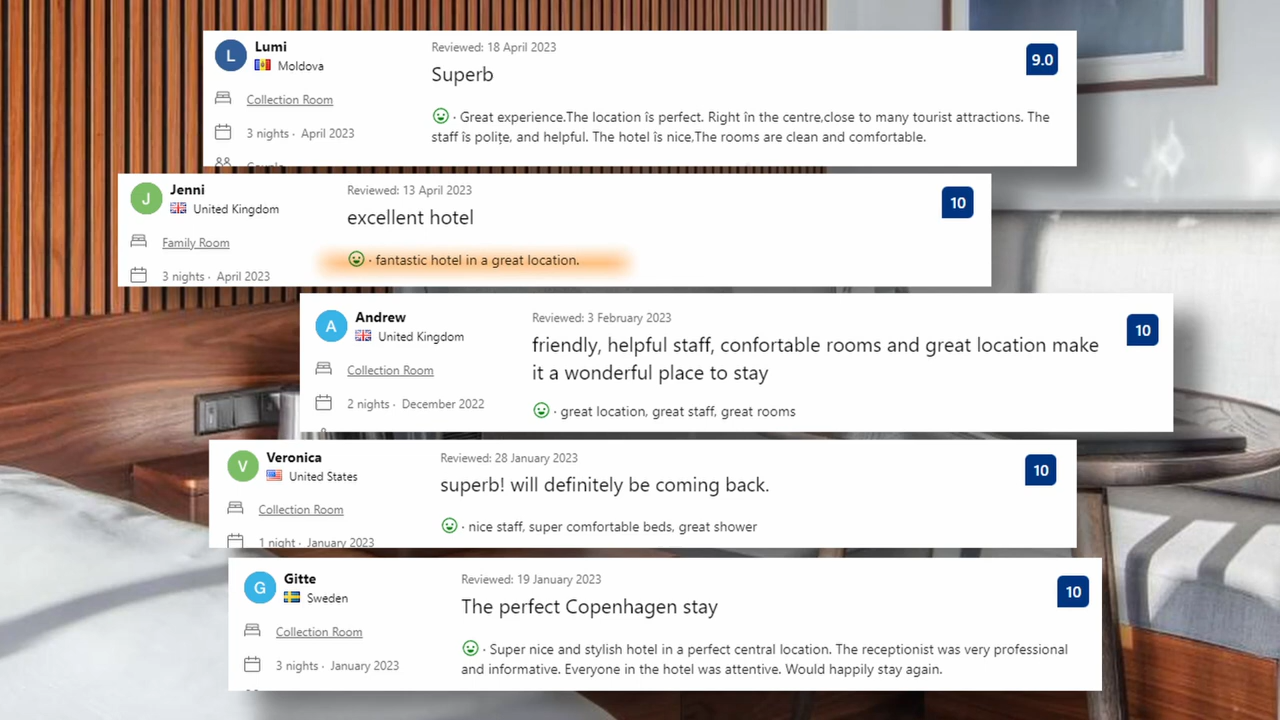 L
Lumi
Moldova
Collection Room
3 nights · April 2023
Couple
Reviewed: 18 April 2023
Superb
9.0
· Great experience.The location îs perfect. Right în the centre,close to many tourist attractions. The
staff îs polițe, and helpful. The hotel îs nice,The rooms are clean and comfortable.
J
Jenni
United Kingdom
Family Room
3 nights · April 2023
Reviewed: 13 April 2023
excellent hotel
10
· fantastic hotel in a great location.
A
Andrew
United Kingdom
Collection Room
2 nights · December 2022
Reviewed: 3 February 2023
friendly, helpful staff, confortable rooms and great location make
it a wonderful place to stay
10
· great location, great staff, great rooms
V
Veronica
United States
Collection Room
1 night · January 2023
Reviewed: 28 January 2023
superb! will definitely be coming back.
10
· nice staff, super comfortable beds, great shower
G
Gitte
Sweden
Collection Room
3 nights · January 2023
Reviewed: 19 January 2023
The perfect Copenhagen stay
10
· Super nice and stylish hotel in a perfect central location. The receptionist was very professional
and informative. Everyone in the hotel was attentive. Would happily stay again.